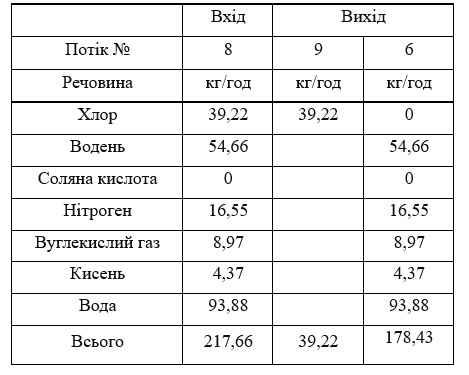 Вхід Вихід
Потік № 8 9 6
Речовина кг/год кг/год кг/год
Хлор 39,22 39,22 0
Водень 54,66 54,66
Соляна кислота 0 0
Нітроген 16,55 16,55
Вуглекислий газ 8,97 8,97
Кисень 4,37 4,37
Вода 93,88 93,88
Всього 217,66 39,22 178,43